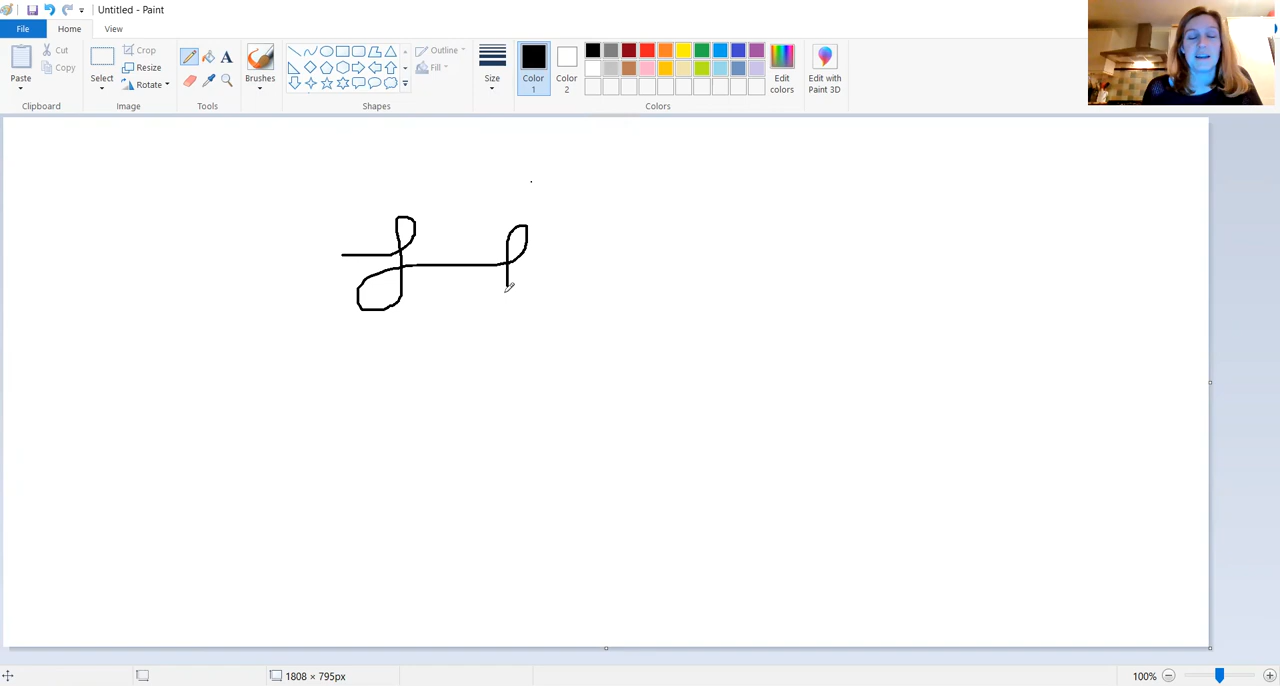 Untitled - Paint
File Home View
Paste
Cut
Copy
Clipboard
Select
Crop
Resize
Rotate
Image
Tools
Brushes
Shapes
Outline
Fill
Size
Color 1
Color 2
Colors
Edit colors
Edit with Paint 3D
1808 × 795px
100%